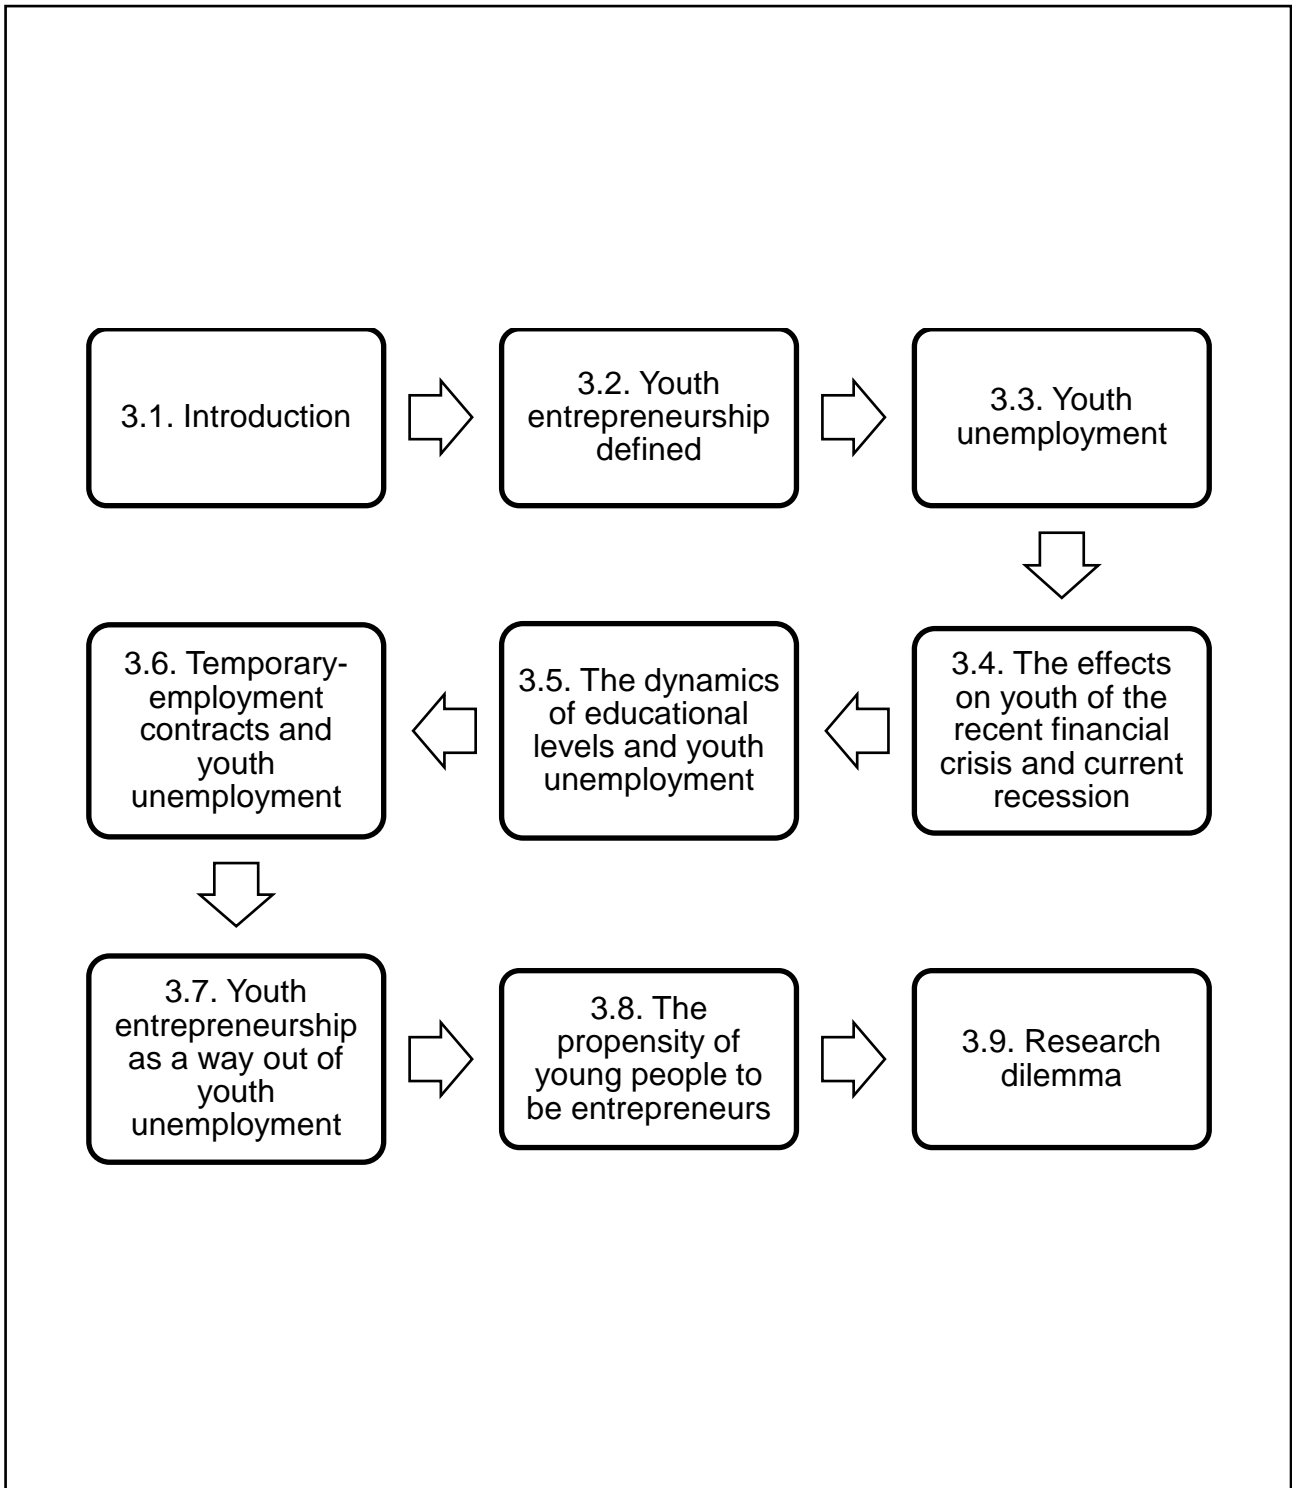 3.1. Introduction
3.2. Youth
entrepreneurship
defined
3.3. Youth
unemployment
3.4. The effects
on youth of the
recent financial
crisis and current
recession
3.5. The dynamics
of educational
levels and youth
unemployment
3.6. Temporary-
employment
contracts and
youth
unemployment
3.7. Youth
entrepreneurship
as a way out of
youth
unemployment
3.8. The
propensity of
young people to
be entrepreneurs
3.9. Research
dilemma